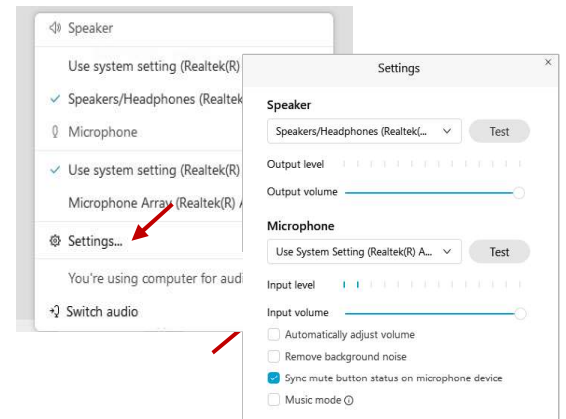 Speaker
Use system setting (Realtek(R)
Speakers/Headphones (Realtek
Microphone
Use system setting (Realtek(R)
Microphone Array (Realtek(R) A
Settings...
You're using computer for audi
Switch audio
Settings
Speaker
Speakers/Headphones (Realtek(...
Test
Output level
Output volume
Microphone
Use System Setting (Realtek(R) A...
Test
Input level
Input volume
Automatically adjust volume
Remove background noise
Sync mute button status on microphone device
Music mode